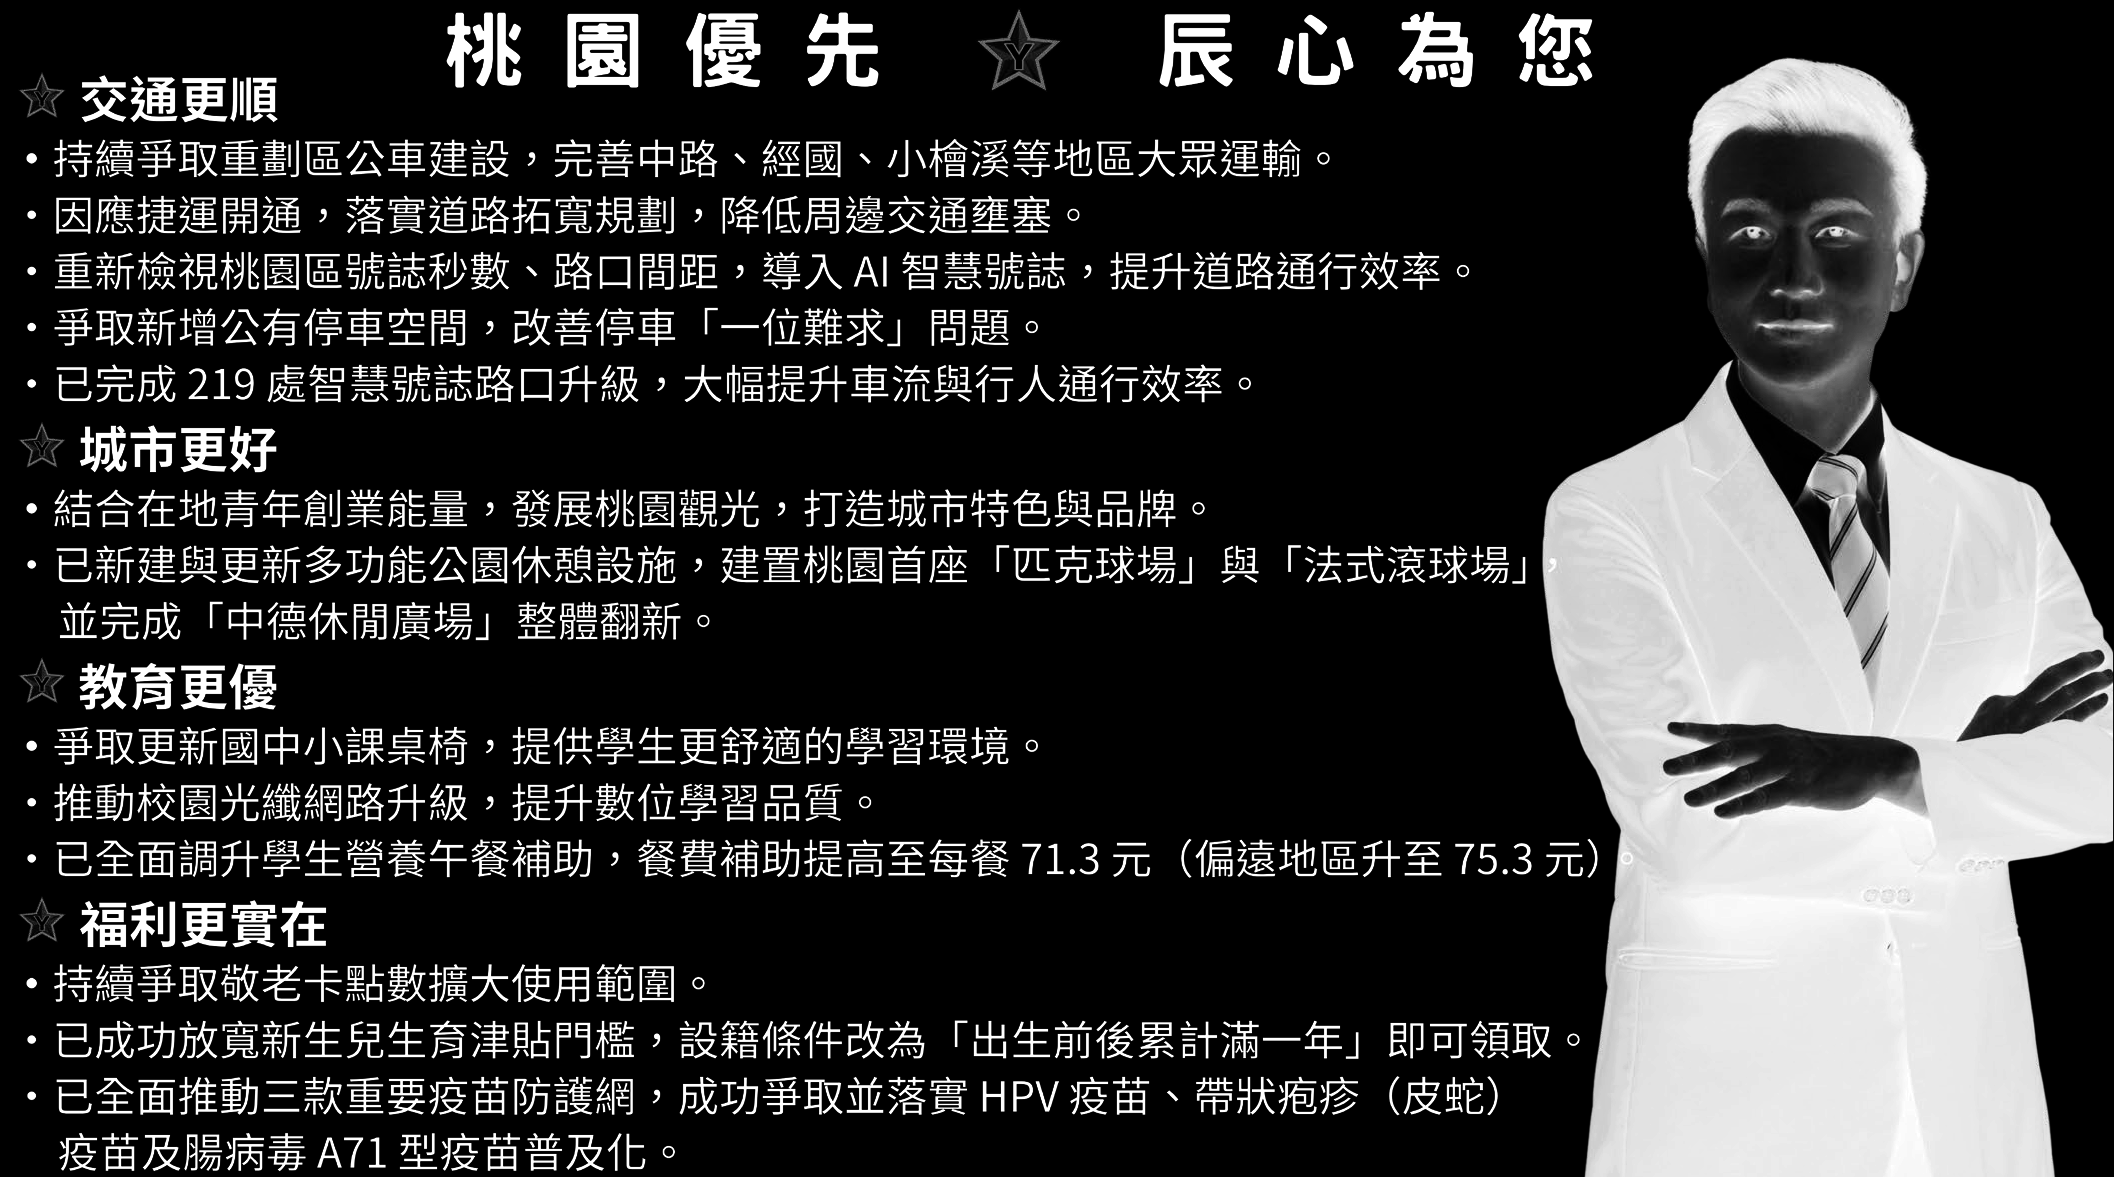 桃園優先 辰心為您
交通更順
•持續爭取重劃區公車建設，完善中路、經國、小檜溪等地區大眾運輸。
•因應捷運開通，落實道路拓寬規劃，降低周邊交通壅塞。
•重新檢視桃園區號誌秒數、路口間距，導入 AI 智慧號誌，提升道路通行效率。
•爭取新增公有停車空間，改善停車「一位難求」問題。
•已完成 219 處智慧號誌路口升級，大幅提升車流與行人通行效率。
城市更好
•結合在地青年創業能量，發展桃園觀光，打造城市特色與品牌。
•已新建與更新多功能公園休憩設施，建置桃園首座「匹克球場」與「法式滾球場」，
並完成「中德休閒廣場」整體翻新。
教育更優
•爭取更新國中小課桌椅，提供學生更舒適的學習環境。
•推動校園光纖網路升級，提升數位學習品質。
•已全面調升學生營養午餐補助，餐費補助提高至每餐 71.3 元（偏遠地區升至 75.3 元）。
福利更實在
•持續爭取敬老卡點數擴大使用範圍。
•已成功放寬新生兒生育津貼門檻，設籍條件改為「出生前後累計滿一年」即可領取。
•已全面推動三款重要疫苗防護網，成功爭取並落實 HPV 疫苗、帶狀疱疹（皮蛇）
疫苗及腸病毒 A71 型疫苗普及化。